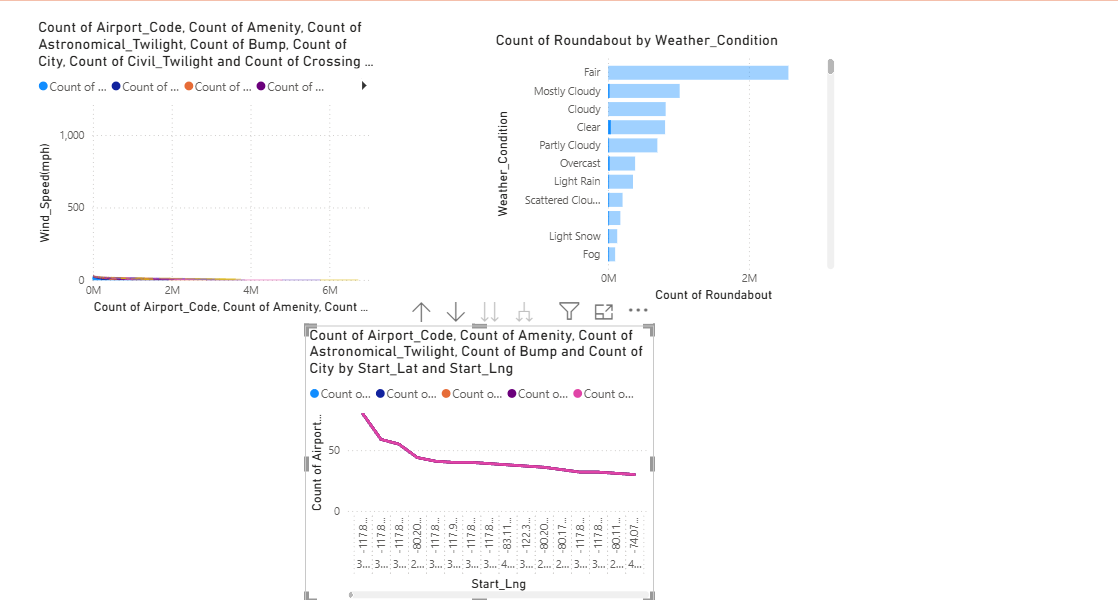 Count of Airport_Code, Count of Amenity, Count of
Astronomical_Twilight, Count of Bump, Count of
City, Count of Civil_Twilight and Count of Crossing ...
Count of ... Count of ... Count of ... Count of ...
Wind_Speed(mph)
1,000
500
0
0M 2M 4M 6M
Count of Airport_Code, Count of Amenity, Count ...
Count of Roundabout by Weather_Condition
Weather_Condition
Fair
Mostly Cloudy
Cloudy
Clear
Partly Cloudy
Overcast
Light Rain
Scattered Clou...
Light Snow
Fog
0M 2M
Count of Roundabout
Count of Airport_Code, Count of Amenity, Count of
Astronomical_Twilight, Count of Bump and Count of
City by Start_Lat and Start_Lng
Count o... Count o... Count o... Count o... Count o...
Count of Airport...
50
0
-117.8... -117.8... -117.8... -80.20... -117.8... -117.9... -117.8... -117.8... -83.11... -122.3... -80.20... -80.17... -117.8... -117.8... -80.11... -74.07...
3... 3... 3... 2... 3... 3... 3... 3... 4... 3... 2... 2... 3... 3... 2... 4...
Start_Lng